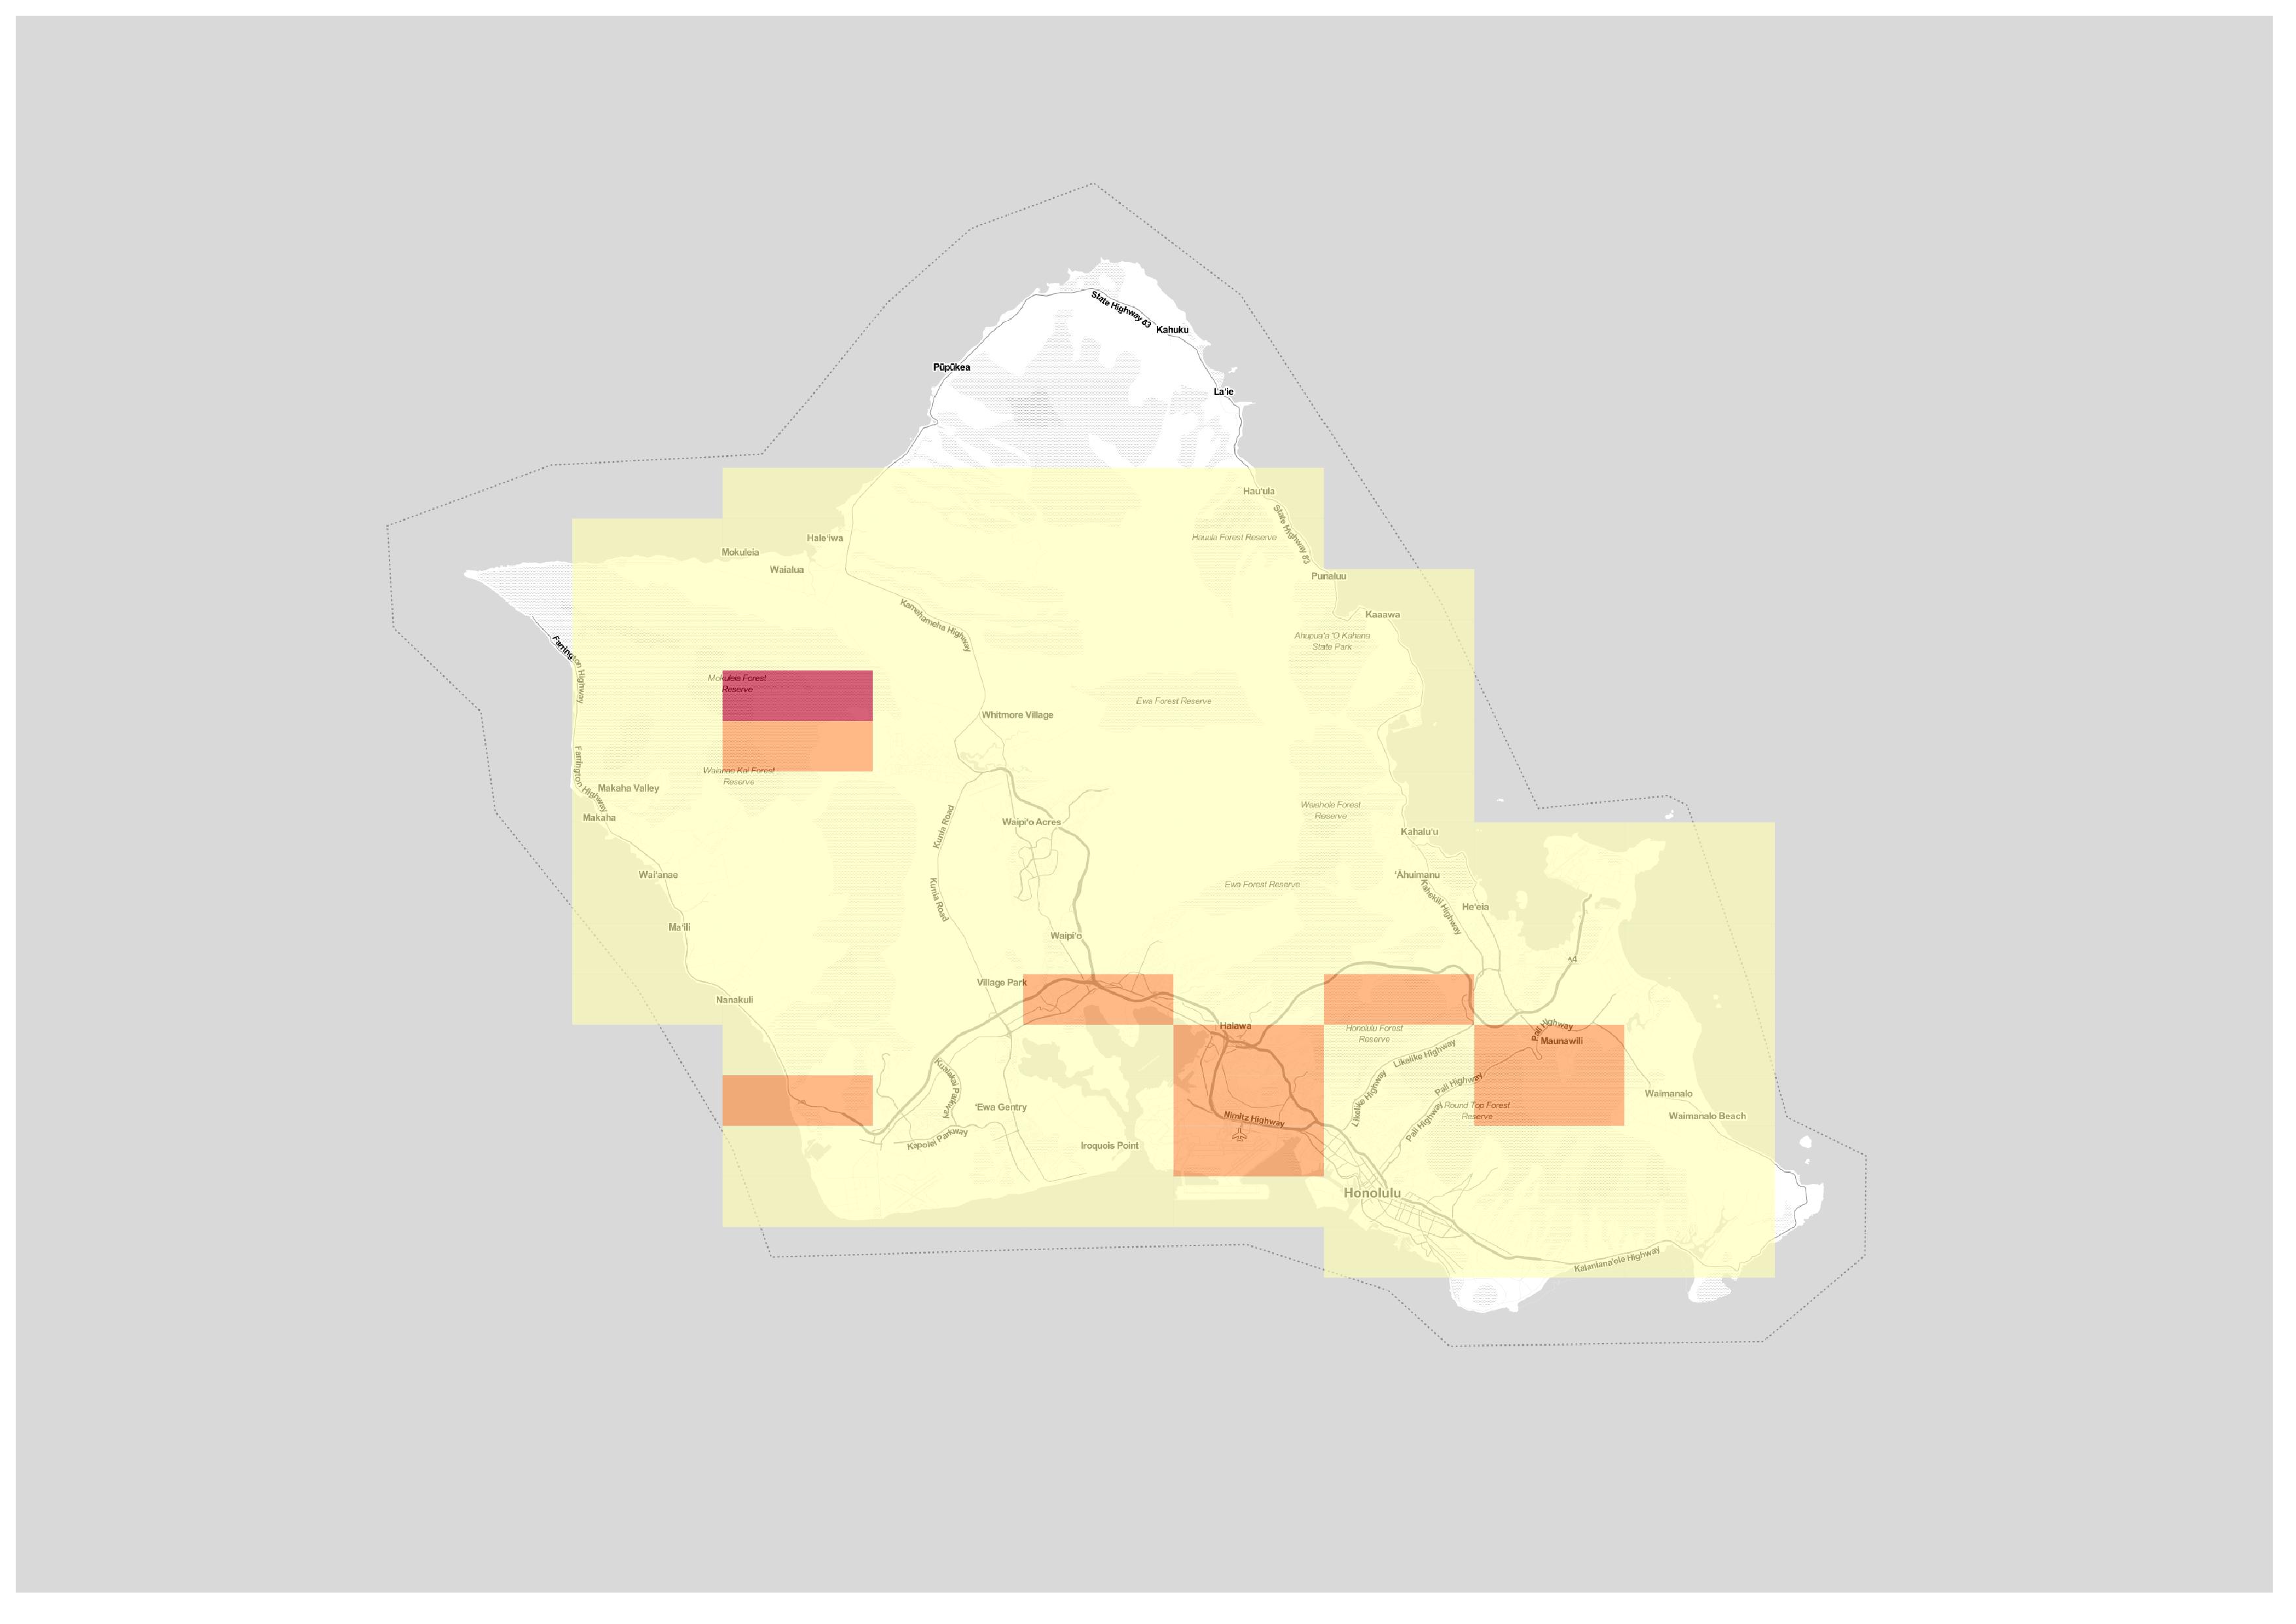 State Highway 83
Kahuku
Pūpūkea
La'ie
Hau'ula
State Highway 83
Hauula Forest Reserve
Hale'iwa
Mokuleia
Waialua
Punaluu
Kamehameha Highway
Kaaawa
Ahupua'a 'O Kahana
State Park
Farrington Highway
Mokuleia Forest
Reserve
Ewa Forest Reserve
Whitmore Village
Farrington Highway
Waianae Kai Forest
Reserve
Makaha Valley
Makaha
Kunia Road
Waipi'o Acres
Waiahole Forest
Reserve
Kahalu'u
Wai'anae
Kunia Road
Ewa Forest Reserve
'Āhuimanu
Kahekili Highway
He'eia
Ma'ili
Waipi'o
Village Park
Nanakuli
Halawa
Honolulu Forest
Reserve
Pali Highway
Maunawili
Likelike Highway
Likelike Highway
Pali Highway
Pali Highway
Kualakai Parkway
'Ewa Gentry
Round Top Forest
Reserve
Waimanalo
Waimanalo Beach
Nimitz Highway
Kapolei Parkway
Iroquois Point
Honolulu
Kalaniana'ole Highway